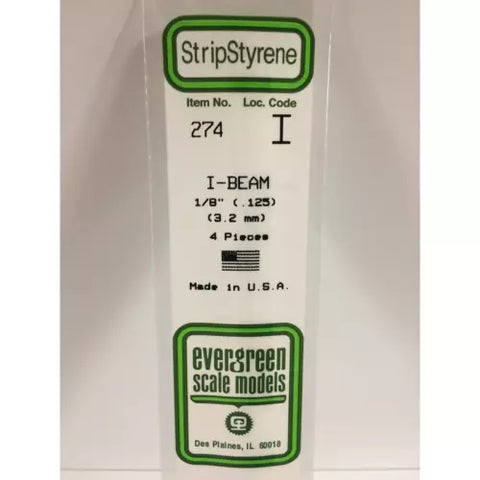 StripStyrene
Item No. Loc. Code
274 I
I-BEAM
1/8" (.125)
(3.2 mm)
4 Pieces
Made in U.S.A.
evergreen
scale models
Des Plaines, IL 60018